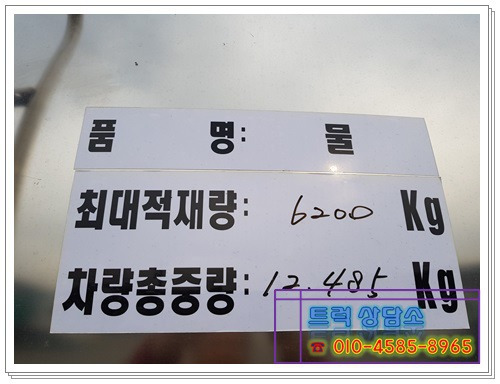 품 명: 물
최대적재량: 6200 Kg
차량총중량: 12.485 Kg
트럭 상담소
☎ 010-4585-8965